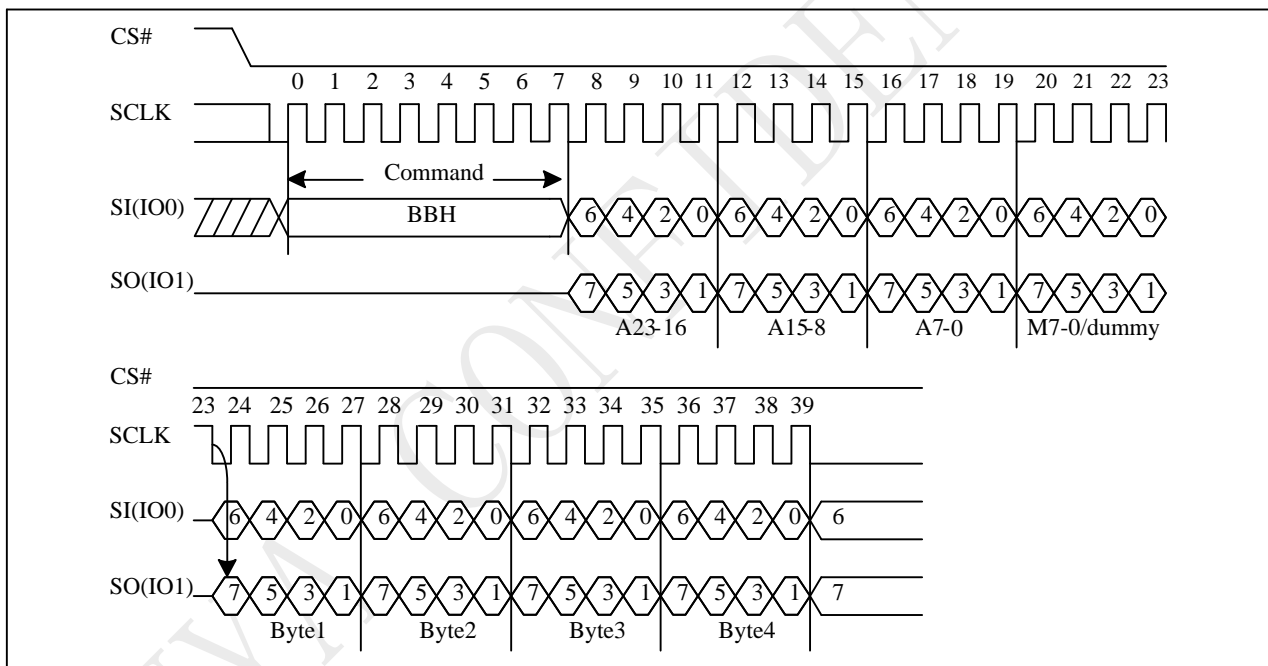 CS#
0 1 2 3 4 5 6 7 8 9 10 11 12 13 14 15 16 17 18 19 20 21 22 23
SCLK
Command
SI(IO0) BBH 6 4 2 0 6 4 2 0 6 4 2 0 6 4 2 0
SO(IO1) 7 5 3 1 7 5 3 1 7 5 3 1 7 5 3 1
A23-16 A15-8 A7-0 M7-0/dummy
CS#
23 24 25 26 27 28 29 30 31 32 33 34 35 36 37 38 39
SCLK
SI(IO0) 6 4 2 0 6 4 2 0 6 4 2 0 6 4 2 0 6
SO(IO1) 7 5 3 1 7 5 3 1 7 5 3 1 7 5 3 1 7
Byte1 Byte2 Byte3 Byte4